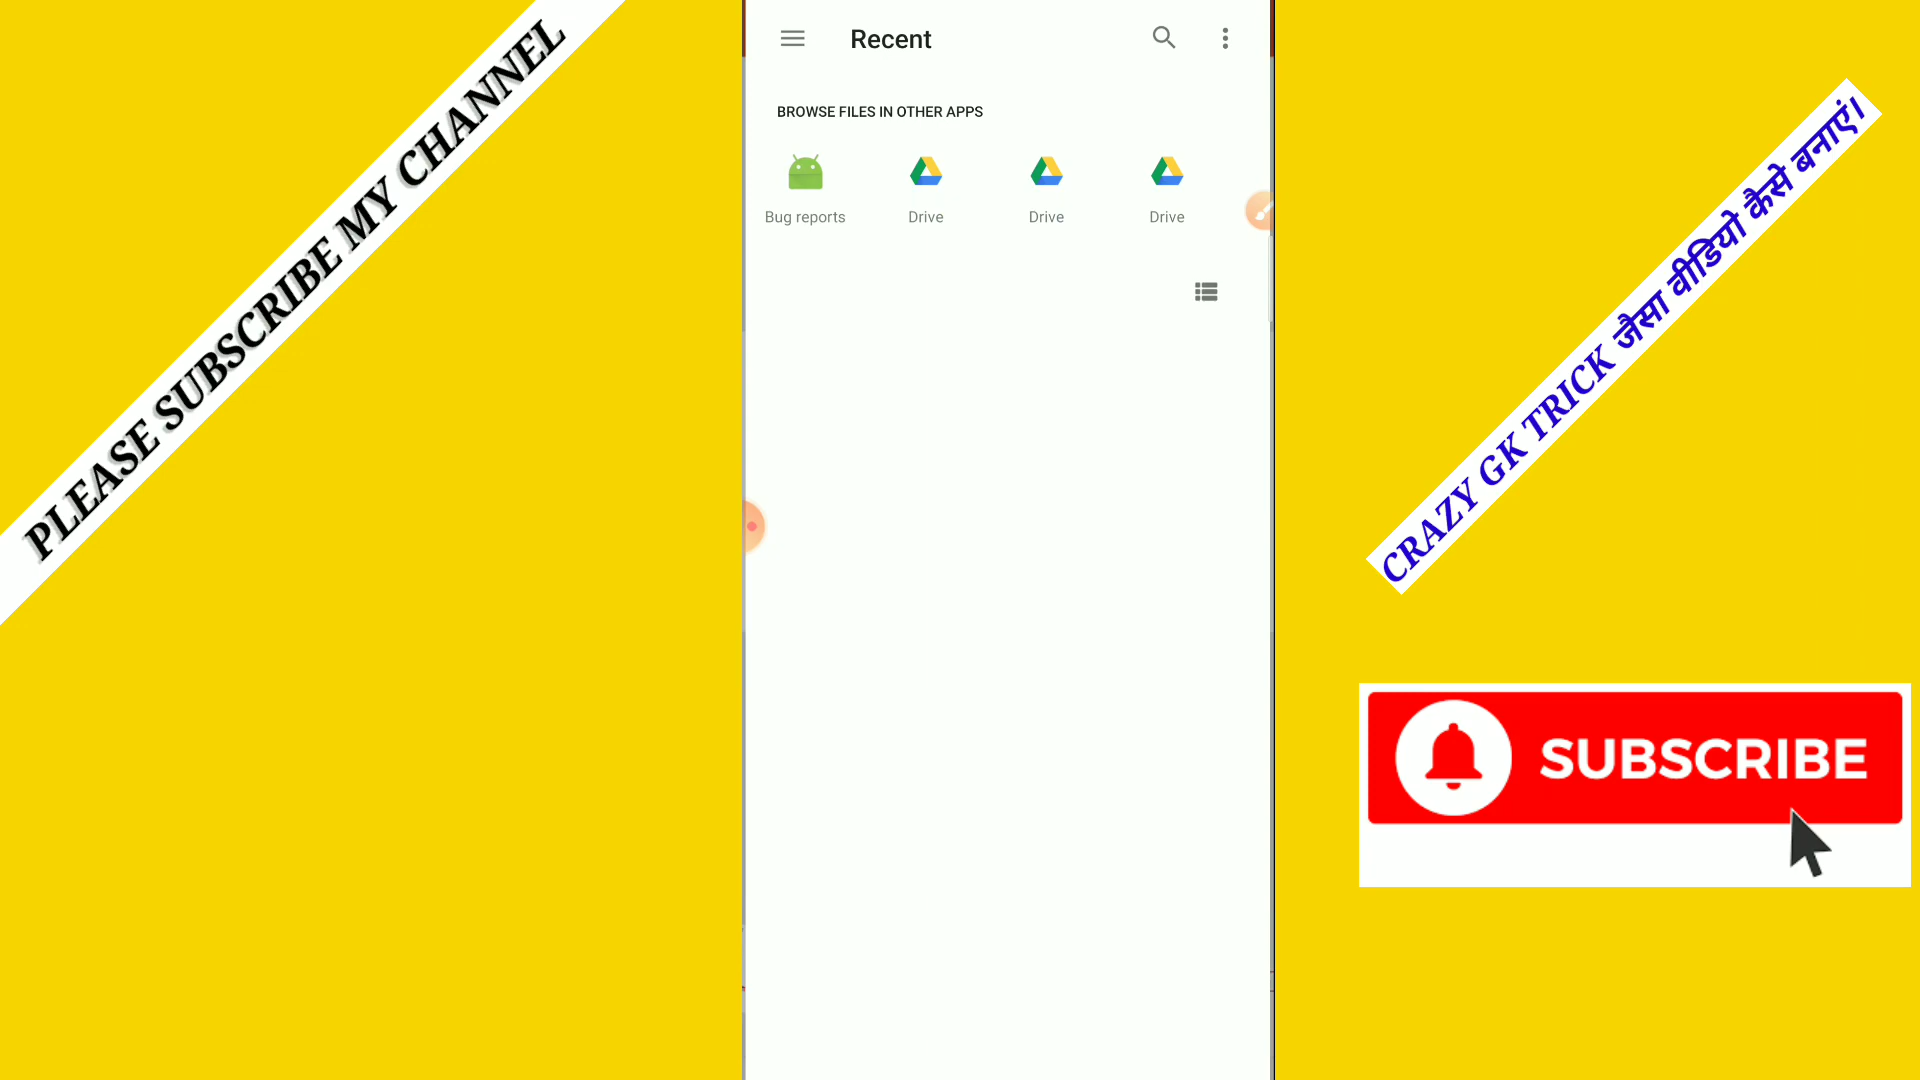 PLEASE SUBSCRIBE MY CHANNEL
Recent
BROWSE FILES IN OTHER APPS
Bug reports
Drive
Drive
Drive
CRAZY GK TRICK जैसा वीडियो कैसे बनाएं।
SUBSCRIBE